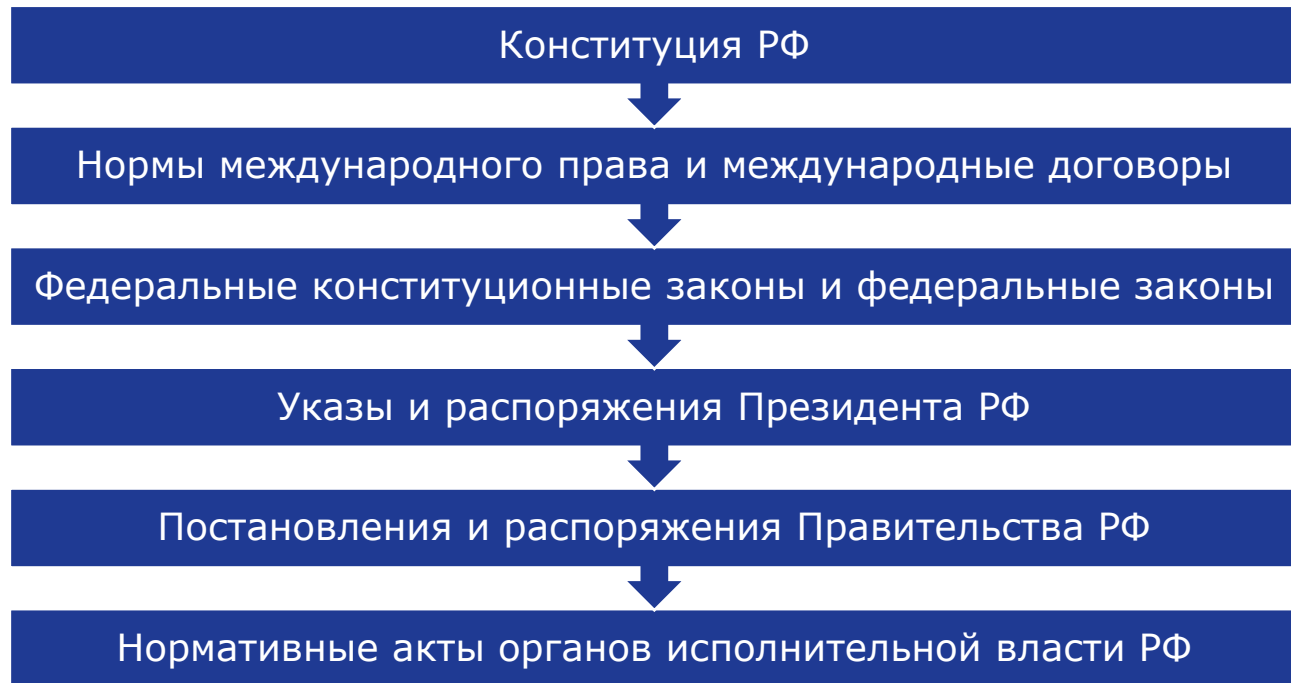 Конституция РФ
Нормы международного права и международные договоры
Федеральные конституционные законы и федеральные законы
Указы и распоряжения Президента РФ
Постановления и распоряжения Правительства РФ
Нормативные акты органов исполнительной власти РФ